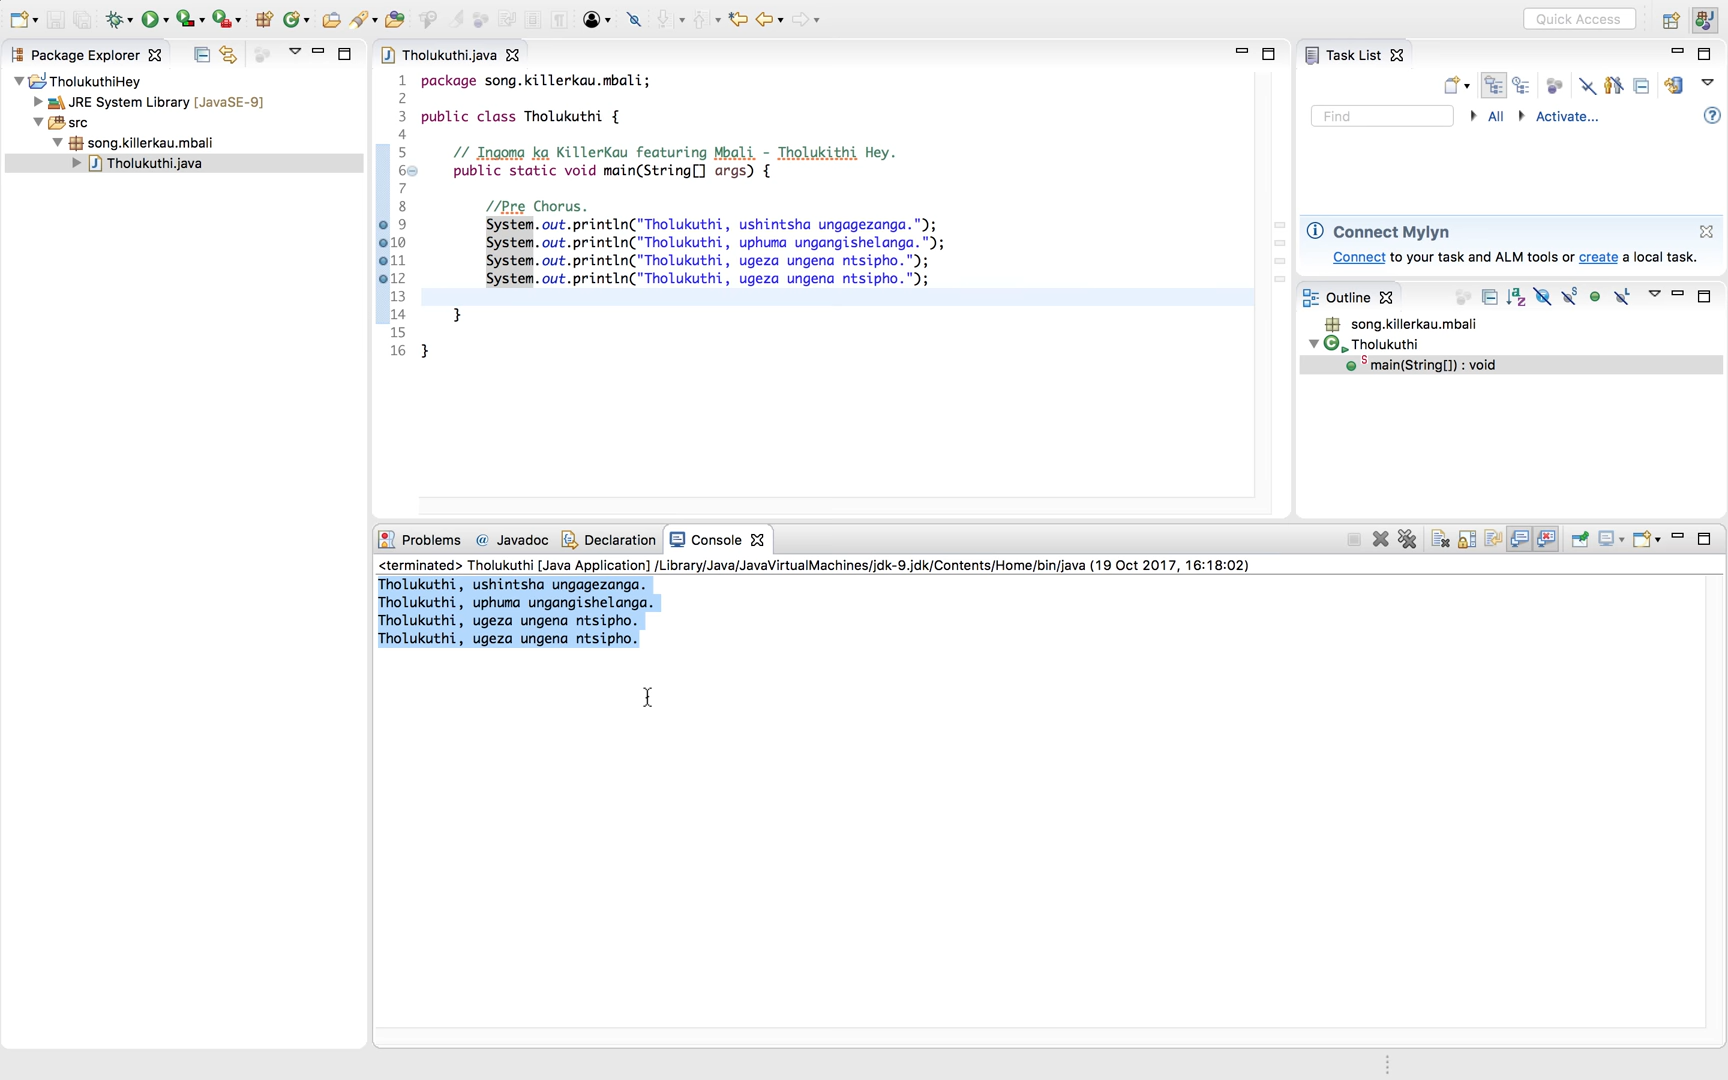 Quick Access
Package Explorer
TholukuthiHey
JRE System Library [JavaSE-9]
src
song.killerkau.mbali
Tholukuthi.java
Tholukuthi.java
1 package song.killerkau.mbali;
2
3 public class Tholukuthi {
4
5 // Ingoma ka KillerKau featuring Mbali - Tholukithi Hey.
6 public static void main(String[] args) {
7
8 //Pre Chorus.
9 System.out.println("Tholukuthi, ushintsha ungagezanga.");
10 System.out.println("Tholukuthi, uphuma ungangishelanga.");
11 System.out.println("Tholukuthi, ugeza ungena ntsipho.");
12 System.out.println("Tholukuthi, ugeza ungena ntsipho.");
13
14 }
15
16 }
Task List
Find
All
Activate...
Connect Mylyn
Connect to your task and ALM tools or create a local task.
Outline
song.killerkau.mbali
Tholukuthi
main(String[]) : void
Problems
Javadoc
Declaration
Console
<terminated> Tholukuthi [Java Application] /Library/Java/JavaVirtualMachines/jdk-9.jdk/Contents/Home/bin/java (19 Oct 2017, 16:18:02)
Tholukuthi, ushintsha ungagezanga.
Tholukuthi, uphuma ungangishelanga.
Tholukuthi, ugeza ungena ntsipho.
Tholukuthi, ugeza ungena ntsipho.